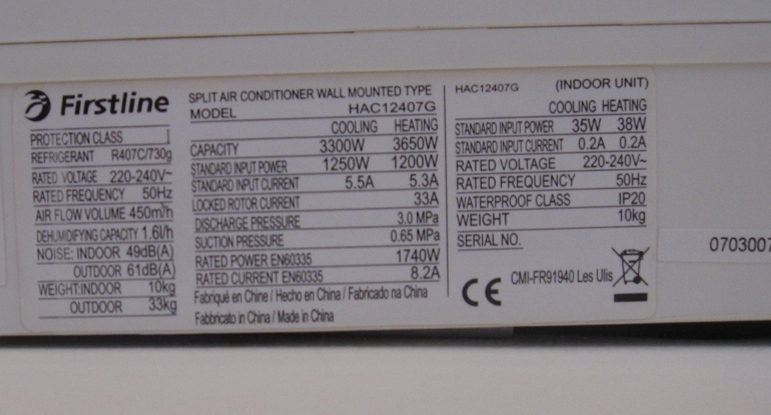 Firstline
PROTECTION CLASS I
REFRIGERANT R407C/730g
RATED VOLTAGE 220-240V~
RATED FREQUENCY 50Hz
AIR FLOW VOLUME 450m³/h
DEHUMIDIFYING CAPACITY 1.6l/h
NOISE: INDOOR 49dB(A)
OUTDOOR 61dB(A)
WEIGHT:INDOOR 10kg
OUTDOOR 33kg
SPLIT AIR CONDITIONER WALL MOUNTED TYPE
MODEL HAC12407G
COOLING HEATING
CAPACITY 3300W 3650W
STANDARD INPUT POWER 1250W 1200W
STANDARD INPUT CURRENT 5.5A 5.3A
LOCKED ROTOR CURRENT 33A
DISCHARGE PRESSURE 3.0 MPa
SUCTION PRESSURE 0.65 MPa
RATED POWER EN60335 1740W
RATED CURRENT EN60335 8.2A
Fabriqué en Chine / Hecho en China / Fabricado na China
Fabbricato in China / Made in China
HAC12407G (INDOOR UNIT)
COOLING HEATING
STANDARD INPUT POWER 35W 38W
STANDARD INPUT CURRENT 0.2A 0.2A
RATED VOLTAGE 220-240V~
RATED FREQUENCY 50Hz
WATERPROOF CLASS IP20
WEIGHT 10kg
SERIAL NO.
CE CMI-FR91940 Les Ulis
0703007